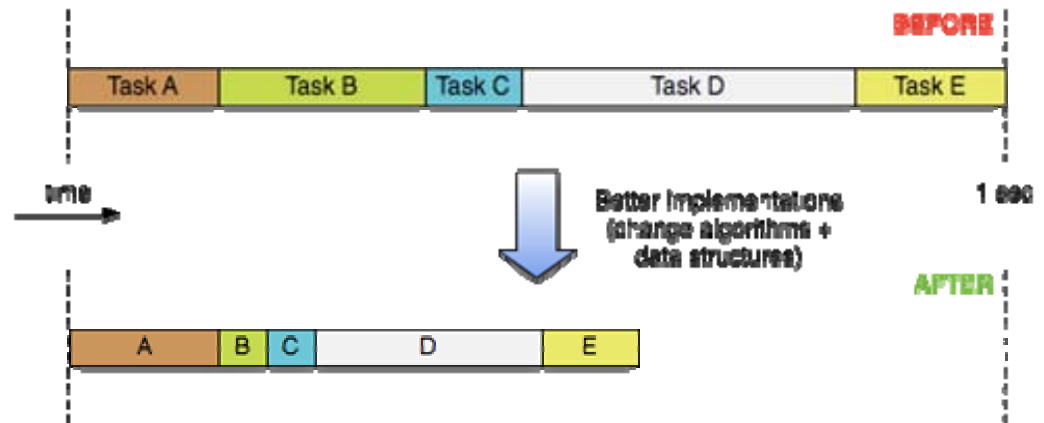 BEFORE
Task A Task B Task C Task D Task E
time
1 sec
Better Implementations
(change algorithms +
data structures)
AFTER
A B C D E